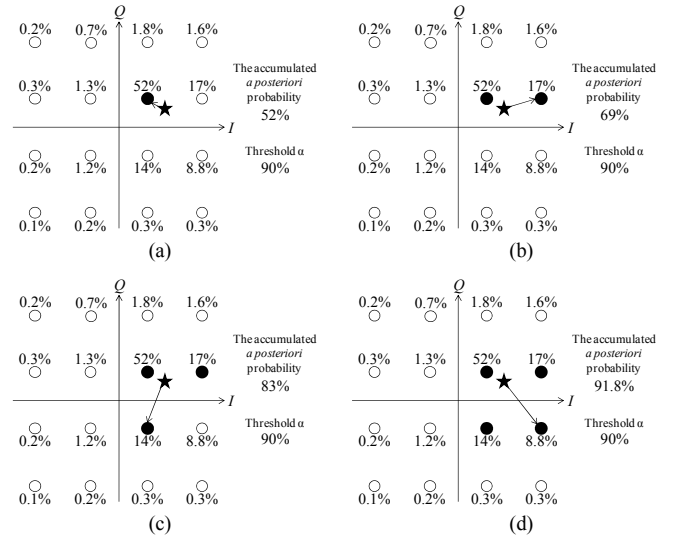 Q
0.2% 0.7% 1.8% 1.6%
0.3% 1.3% 52% 17%
I
0.2% 1.2% 14% 8.8%
0.1% 0.2% 0.3% 0.3%
The accumulated
a posteriori
probability
52%
Threshold α
90%
(a)
Q
0.2% 0.7% 1.8% 1.6%
0.3% 1.3% 52% 17%
I
0.2% 1.2% 14% 8.8%
0.1% 0.2% 0.3% 0.3%
The accumulated
a posteriori
probability
69%
Threshold α
90%
(b)
Q
0.2% 0.7% 1.8% 1.6%
0.3% 1.3% 52% 17%
I
0.2% 1.2% 14% 8.8%
0.1% 0.2% 0.3% 0.3%
The accumulated
a posteriori
probability
83%
Threshold α
90%
(c)
Q
0.2% 0.7% 1.8% 1.6%
0.3% 1.3% 52% 17%
I
0.2% 1.2% 14% 8.8%
0.1% 0.2% 0.3% 0.3%
The accumulated
a posteriori
probability
91.8%
Threshold α
90%
(d)